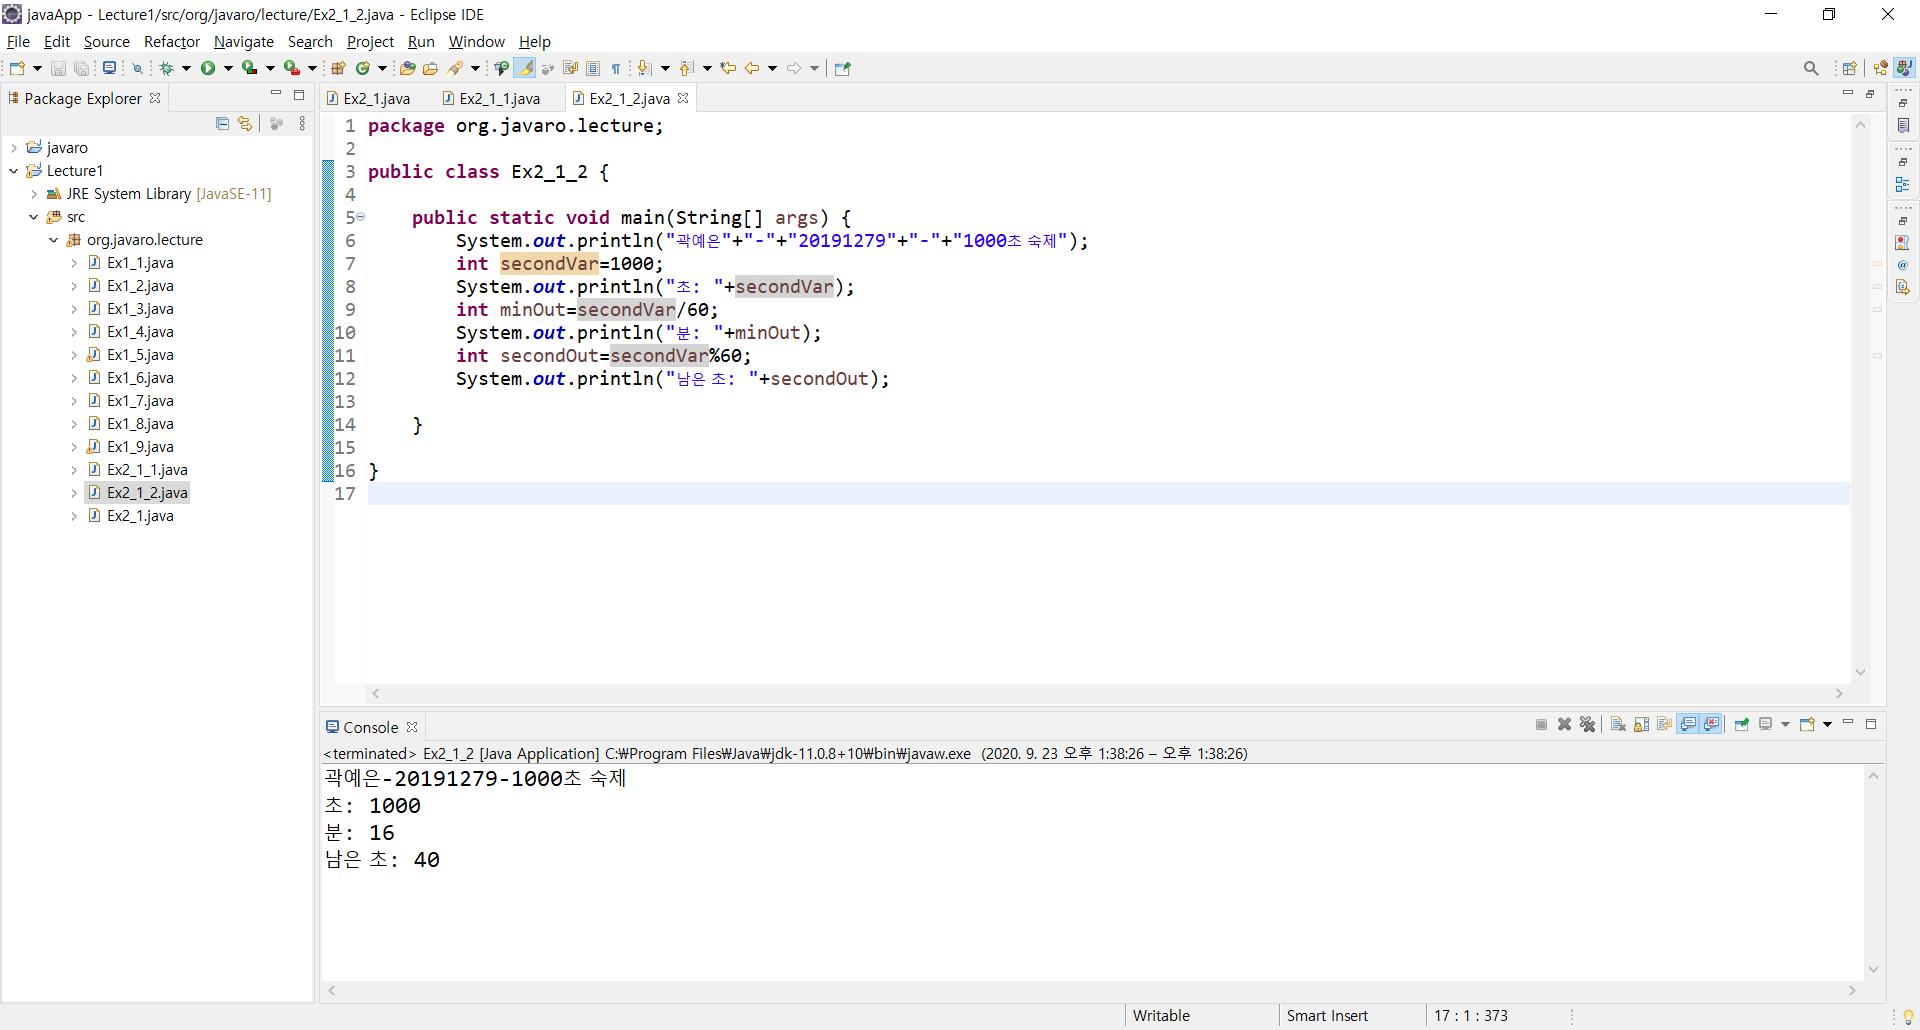 javaApp - Lecture1/src/org/javaro/lecture/Ex2_1_2.java - Eclipse IDE
File Edit Source Refactor Navigate Search Project Run Window Help
Package Explorer
javaro
Lecture1
JRE System Library [JavaSE-11]
src
org.javaro.lecture
Ex1_1.java
Ex1_2.java
Ex1_3.java
Ex1_4.java
Ex1_5.java
Ex1_6.java
Ex1_7.java
Ex1_8.java
Ex1_9.java
Ex2_1_1.java
Ex2_1_2.java
Ex2_1.java
Ex2_1.java Ex2_1_1.java Ex2_1_2.java
1 package org.javaro.lecture;
2
3 public class Ex2_1_2 {
4
5 public static void main(String[] args) {
6 System.out.println("곽예은"+"-"+"20191279"+"-"+"1000초 숙제");
7 int secondVar=1000;
8 System.out.println("초: "+secondVar);
9 int minOut=secondVar/60;
10 System.out.println("분: "+minOut);
11 int secondOut=secondVar%60;
12 System.out.println("남은 초: "+secondOut);
13
14 }
15
16 }
17
Console
<terminated> Ex2_1_2 [Java Application] C:₩Program Files₩Java₩jdk-11.0.8+10₩bin₩javaw.exe (2020. 9. 23 오후 1:38:26 – 오후 1:38:26)
곽예은-20191279-1000초 숙제
초: 1000
분: 16
남은 초: 40
Writable Smart Insert 17 : 1 : 373